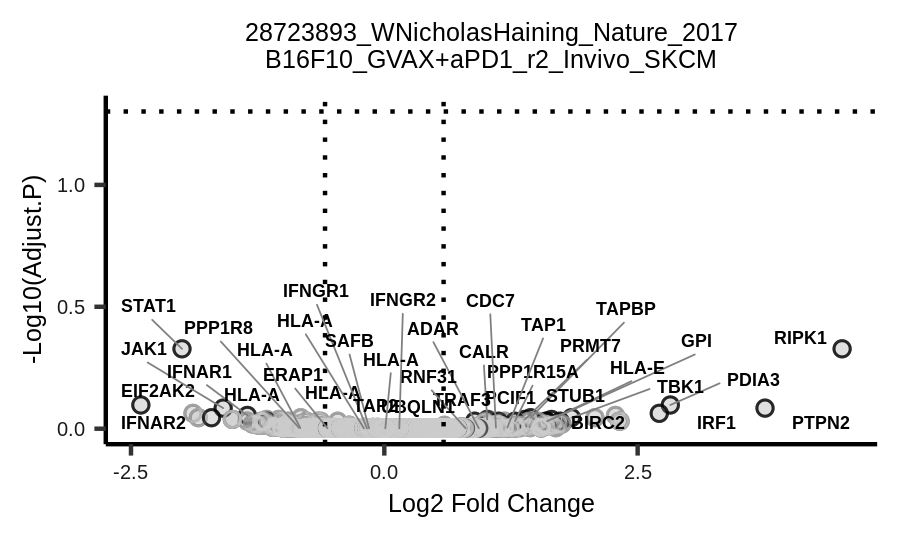 28723893_WNicholasHaining_Nature_2017
B16F10_GVAX+aPD1_r2_Invivo_SKCM
-Log10(Adjust.P)
1.0
0.5
0.0
IFNGR1
IFNGR2
CDC7
STAT1
TAPBP
PPP1R8
HLA-A
ADAR
TAP1
RIPK1
JAK1
HLA-A
SAFB
HLA-A
CALR
PRMT7
GPI
IFNAR1
ERAP1
RNF31
PPP1R15A
HLA-E
PDIA3
EIF2AK2
HLA-A
HLA-A
TRAF3
PCIF1
STUB1
TBK1
UBQLN1
IFNAR2
BIRC2
IRF1
PTPN2
-2.5
0.0
2.5
Log2 Fold Change